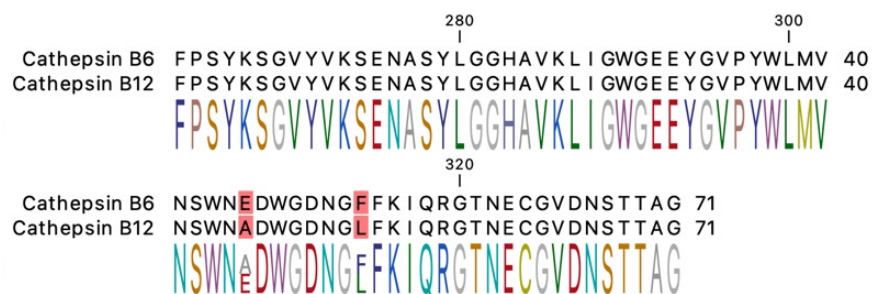 280 300
Cathepsin B6 FPSYKSGVYVKSENASYLGGHAVKLIGWGEEYGVPYWLMV 40
Cathepsin B12 FPSYKSGVYVKSENASYLGGHAVKLIGWGEEYGVPYWLMV 40
FPSYKSGVYVKSENASYLGGHAVKLIGWGEEYGVPYWLMV
320
Cathepsin B6 NSWNEDWGDNGFFKIQRGTNECGVDNSTTAG 71
Cathepsin B12 NSWNADWGDNGLFKIQRGTNECGVDNSTTAG 71
NSWNAEDWGDNGFLFKIQRGTNECGVDNSTTAG